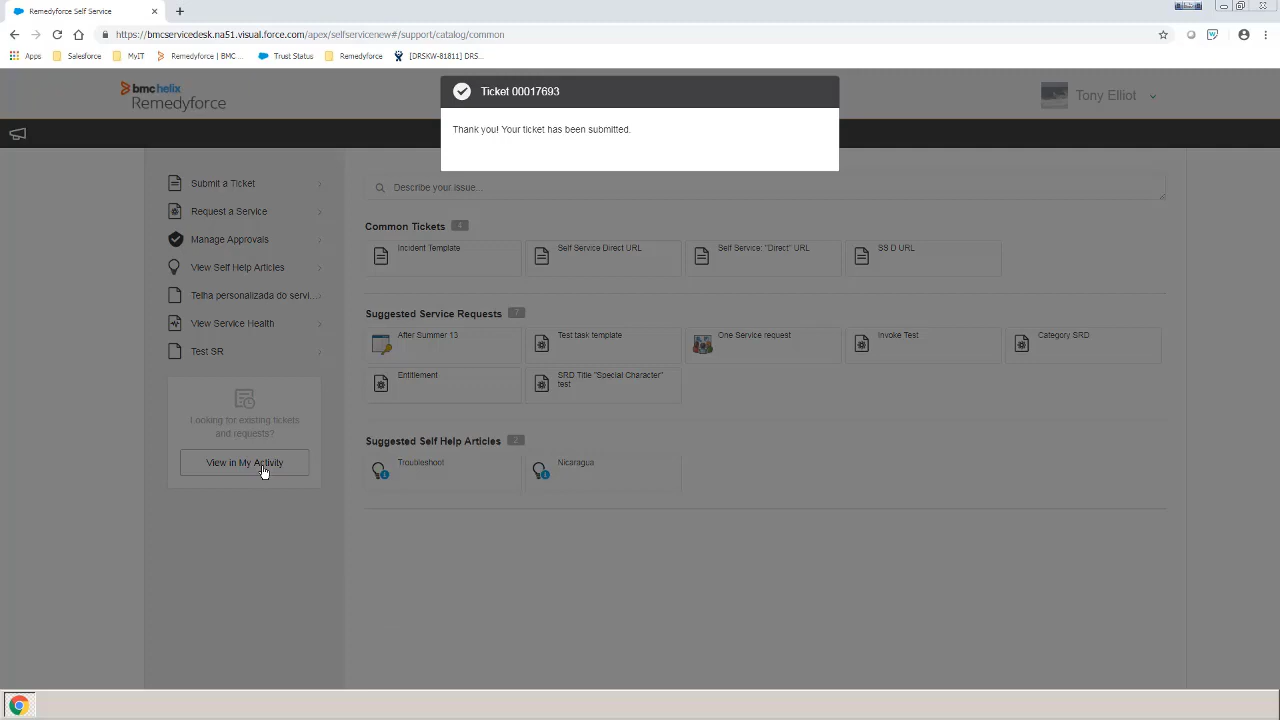 Remedyforce Self Service
https://bmcservicedesk.na51.visual.force.com/apex/selfservicenew#/support/catalog/common
Apps
Salesforce
MyIT
Remedyforce | BMC ...
Trust Status
Remedyforce
[DRSKW-81811] DRS...
bmc helix
Remedyforce
Ticket 00017693
Thank you! Your ticket has been submitted.
Tony Elliot
Submit a Ticket
Request a Service
Manage Approvals
View Self Help Articles
Telha personalizada do servi...
View Service Health
Test SR
Looking for existing tickets
and requests?
View in My Activity
Describe your issue...
Common Tickets 4
Incident Template
Self Service Direct URL
Self Service: "Direct" URL
SS D URL
Suggested Service Requests 7
After Summer 13
Test task template
One Service request
Invoke Test
Category SRD
Entitlement
SRD Title "Special Character"
test
Suggested Self Help Articles 2
Troubleshoot
Nicaragua